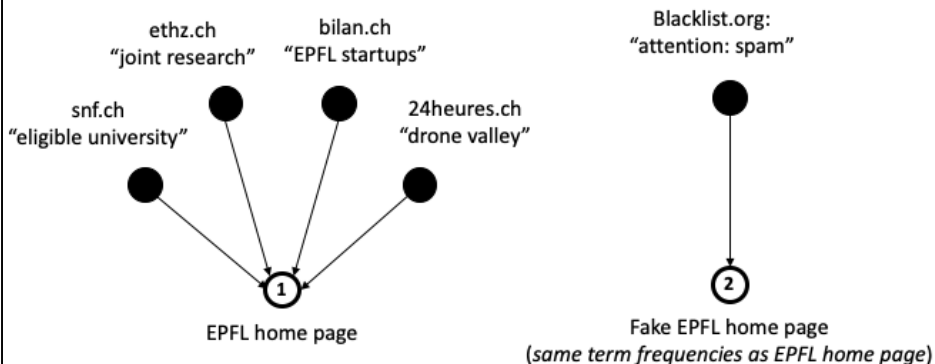 ethz.ch
“joint research”
bilan.ch
“EPFL startups”
snf.ch
“eligible university”
24heures.ch
“drone valley”
1
EPFL home page
Blacklist.org:
“attention: spam”
2
Fake EPFL home page
(same term frequencies as EPFL home page)